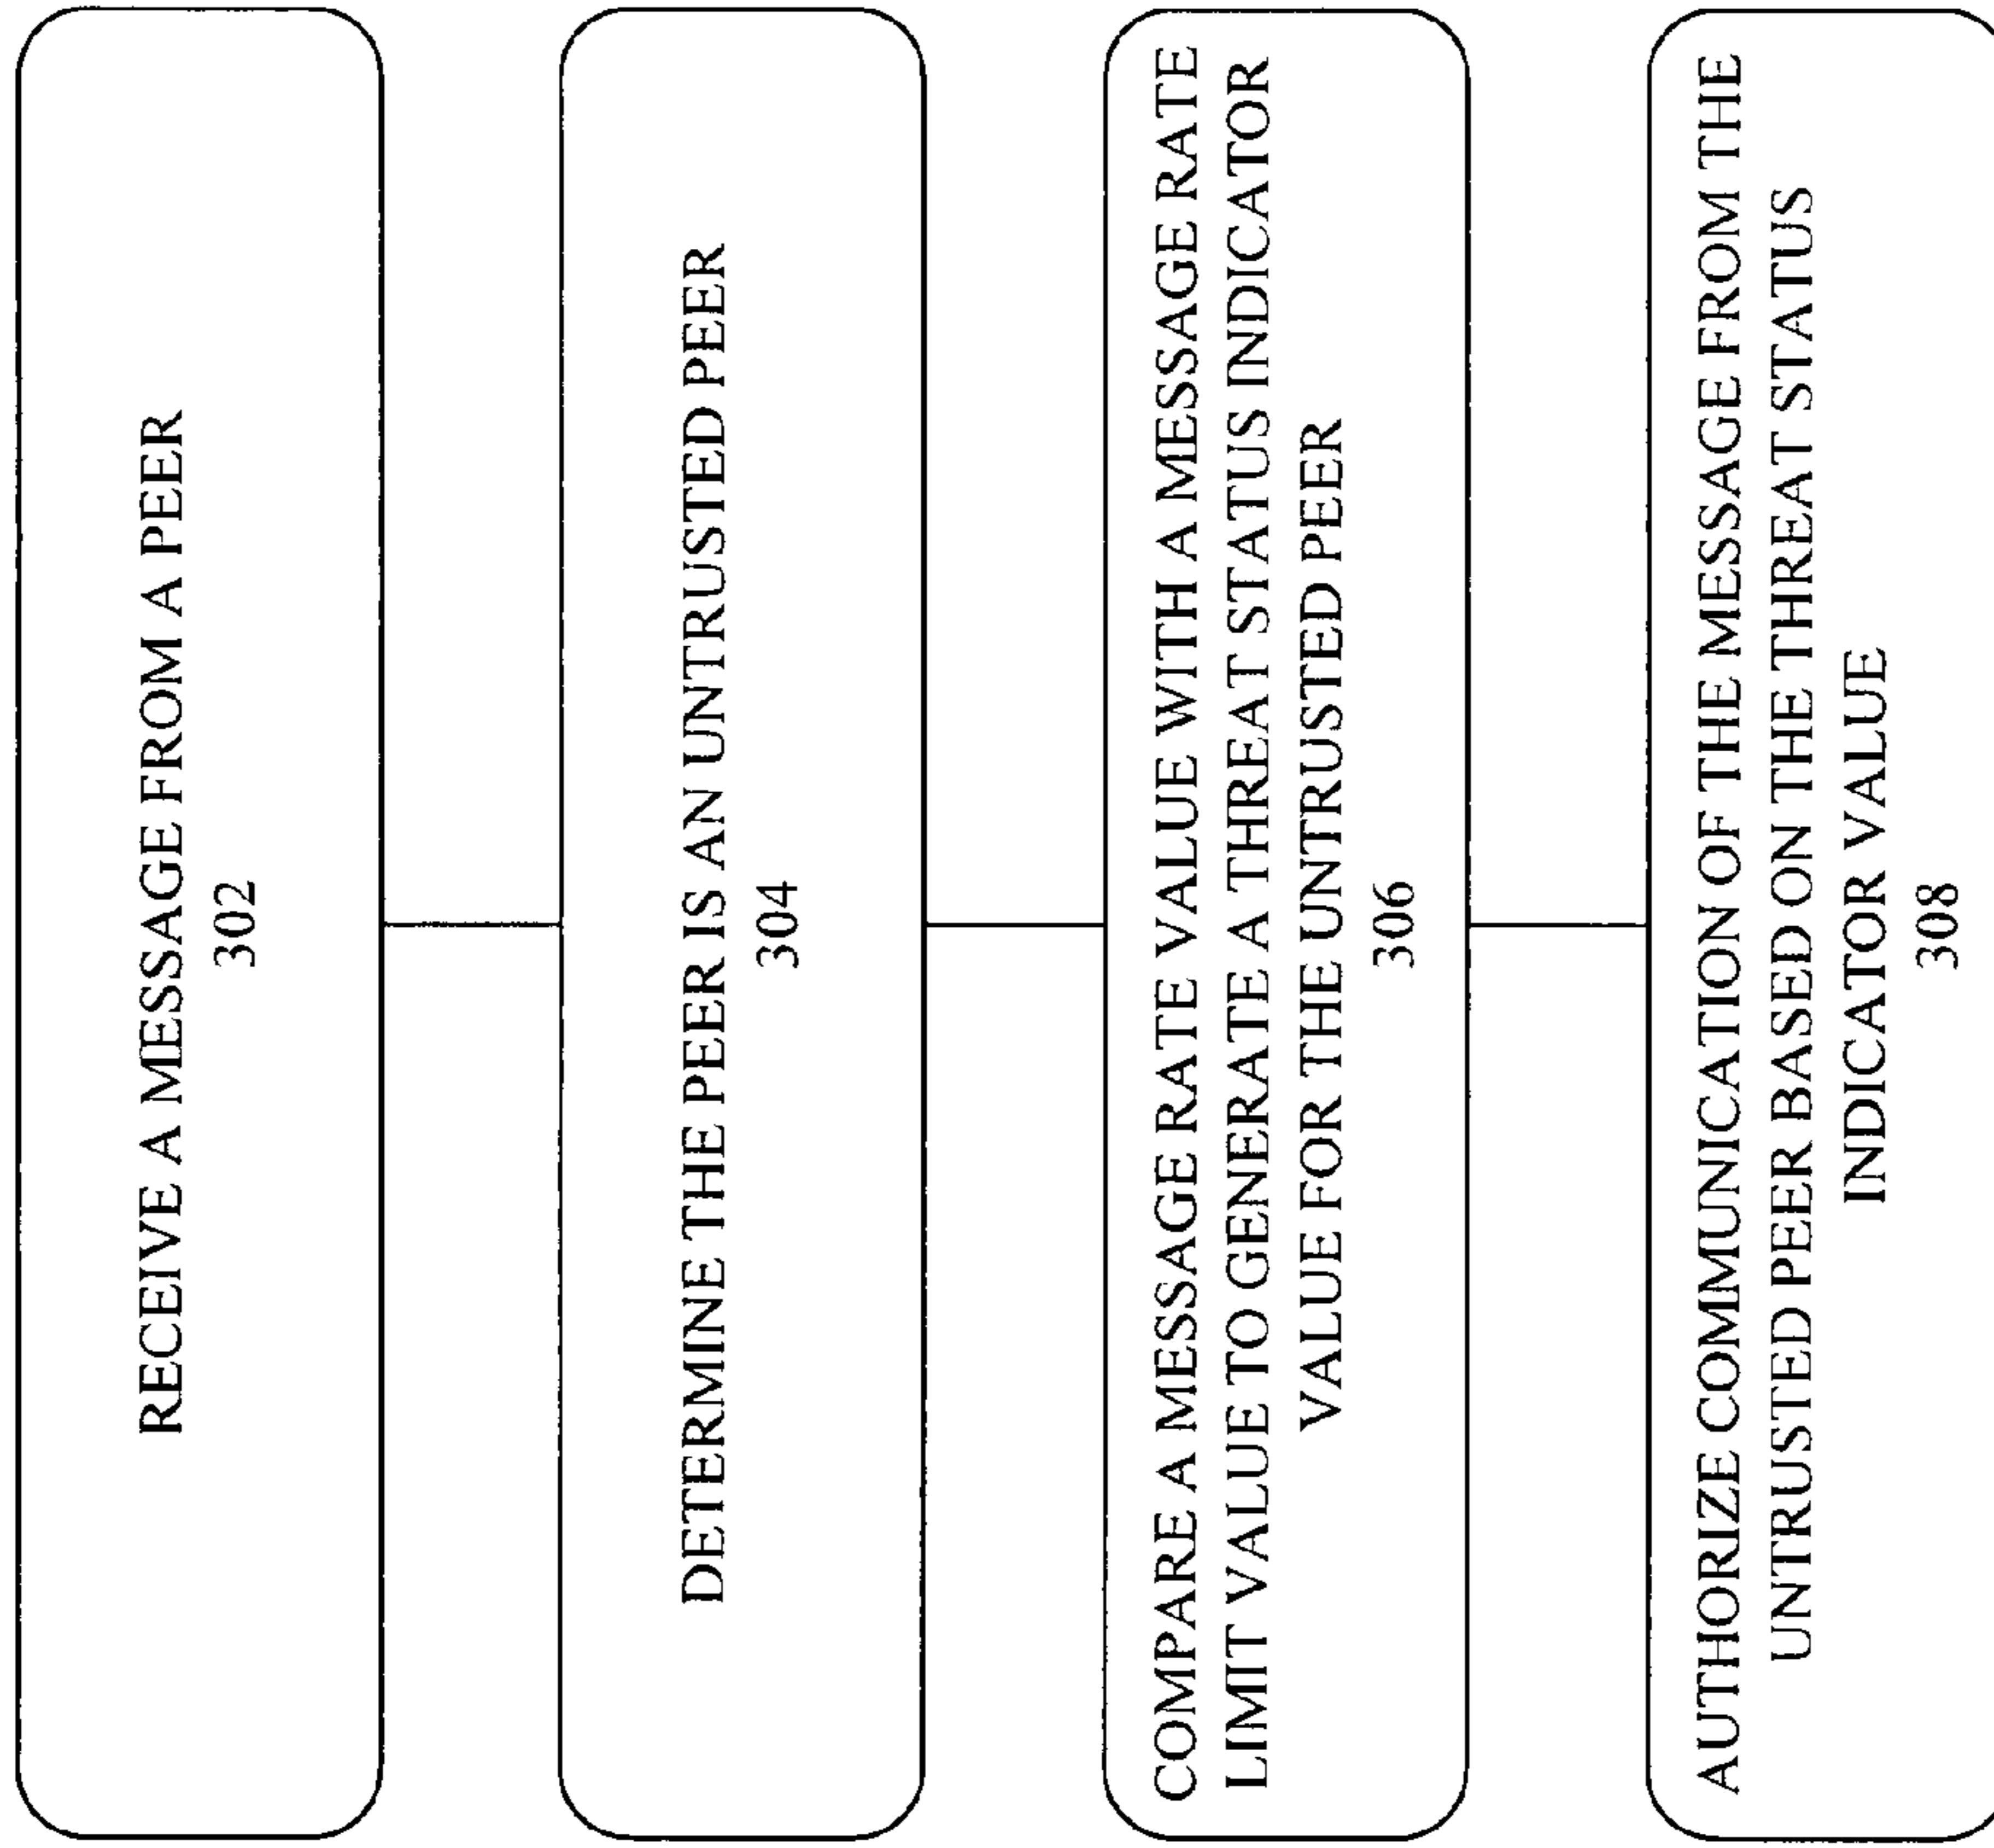 RECEIVE A MESSAGE FROM A PEER
302
DETERMINE THE PEER IS AN UNTRUSTED PEER
304
COMPARE A MESSAGE RATE VALUE WITH A MESSAGE RATE
LIMIT VALUE TO GENERATE A THREAT STATUS INDICATOR
VALUE FOR THE UNTRUSTED PEER
306
AUTHORIZE COMMUNICATION OF THE MESSAGE FROM THE
UNTRUSTED PEER BASED ON THE THREAT STATUS
INDICATOR VALUE
308